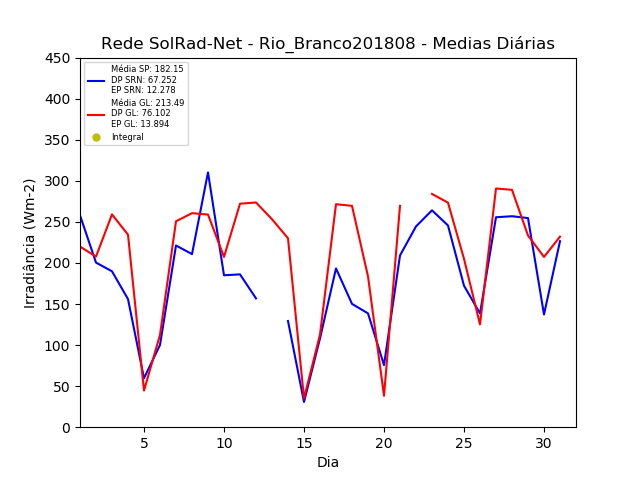 Rede SolRad-Net - Rio_Branco201808 - Medias Diárias
Média SP: 182.15
DP SRN: 67.252
EP SRN: 12.278
Média GL: 213.49
DP GL: 76.102
EP GL: 13.894
Integral
450
400
350
300
250
200
150
100
50
0
Irradiância (Wm-2)
5
10
15
20
25
30
Dia